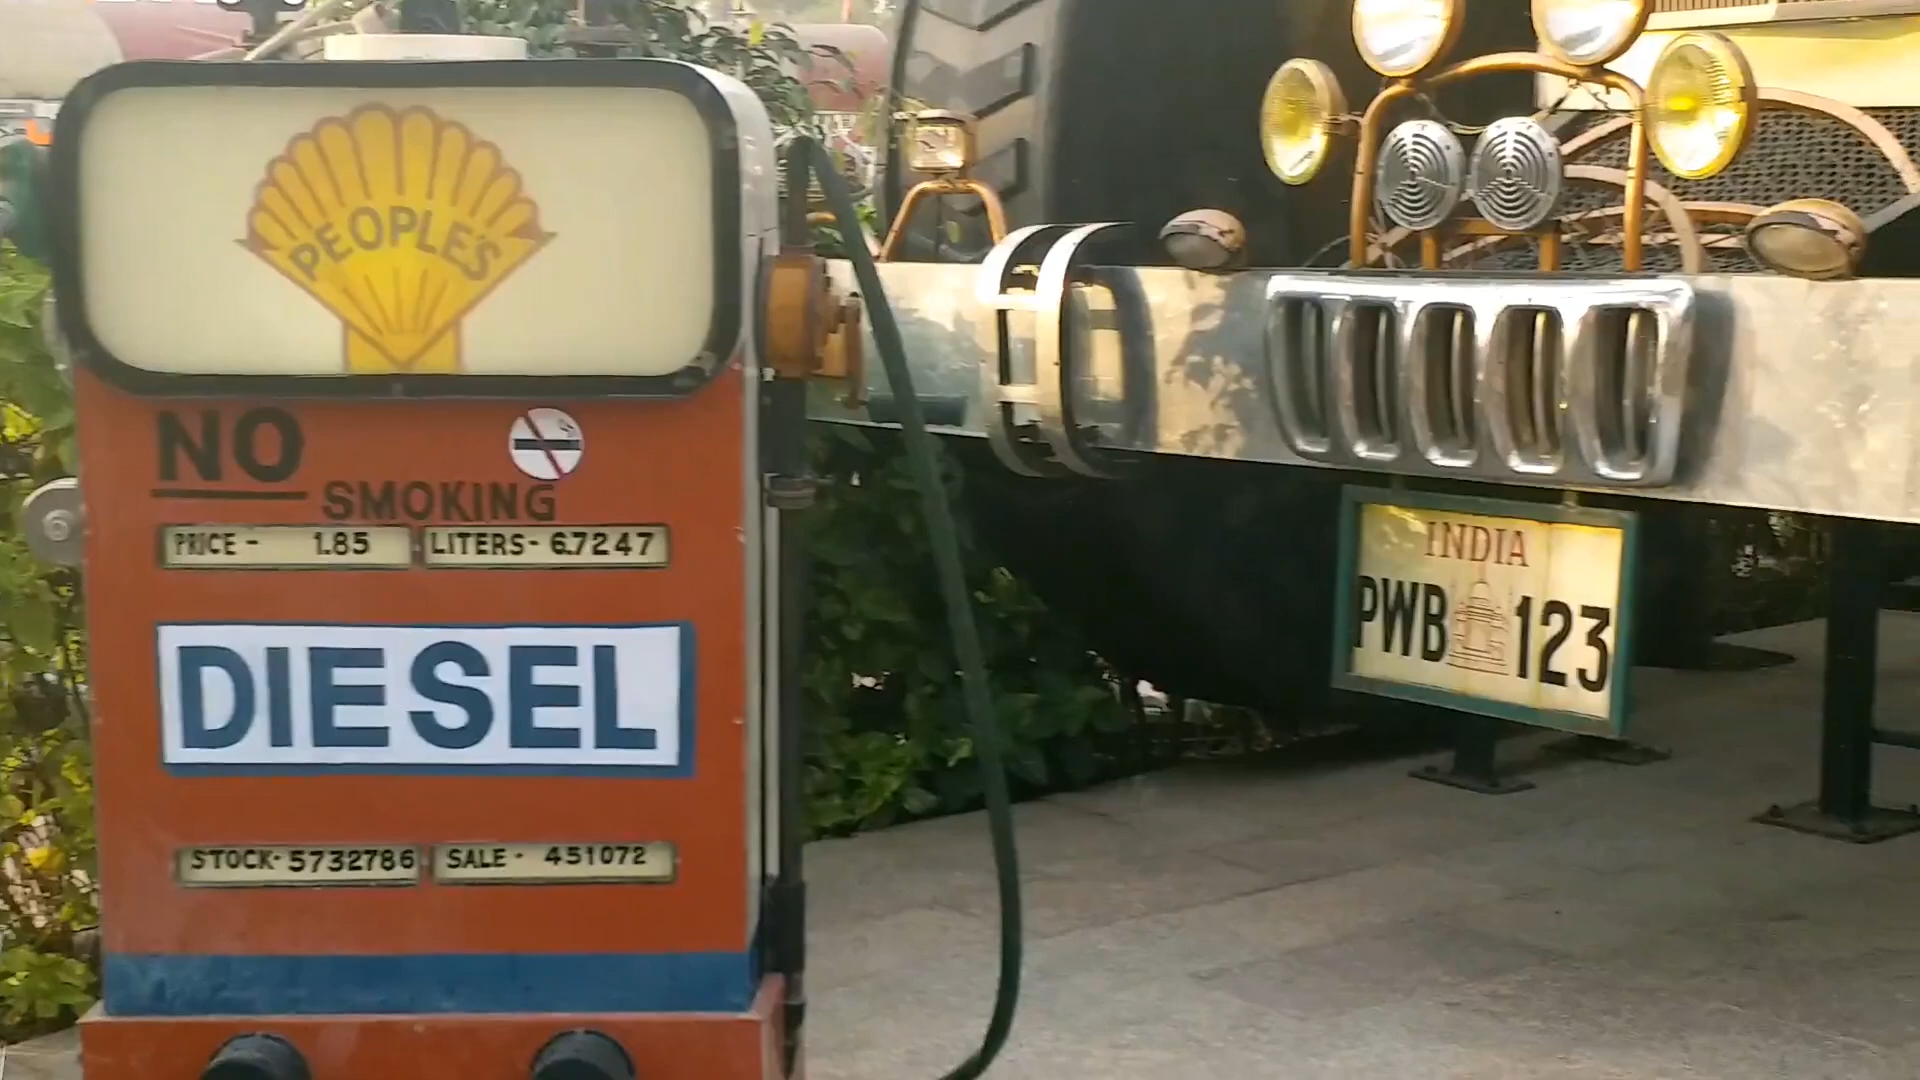 PEOPLE'S
NO
SMOKING
PRICE - 1.85
LITERS- 6.7247
DIESEL
STOCK- 5732786
SALE - 451072
INDIA
PWB 123